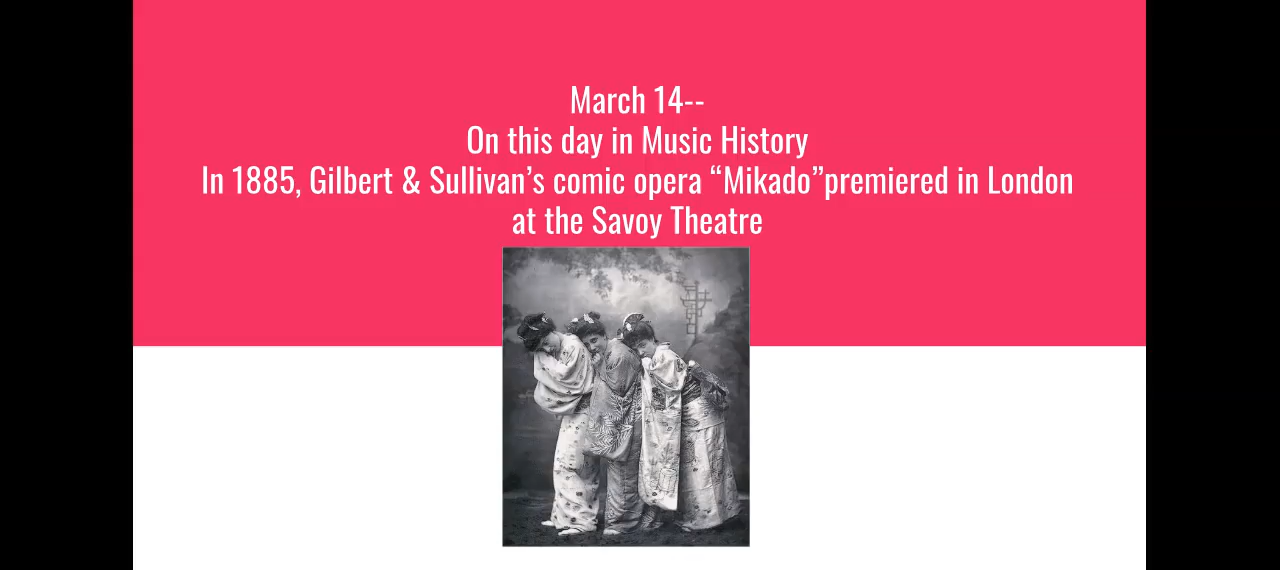 March 14--
On this day in Music History
In 1885, Gilbert & Sullivan’s comic opera “Mikado”premiered in London
at the Savoy Theatre